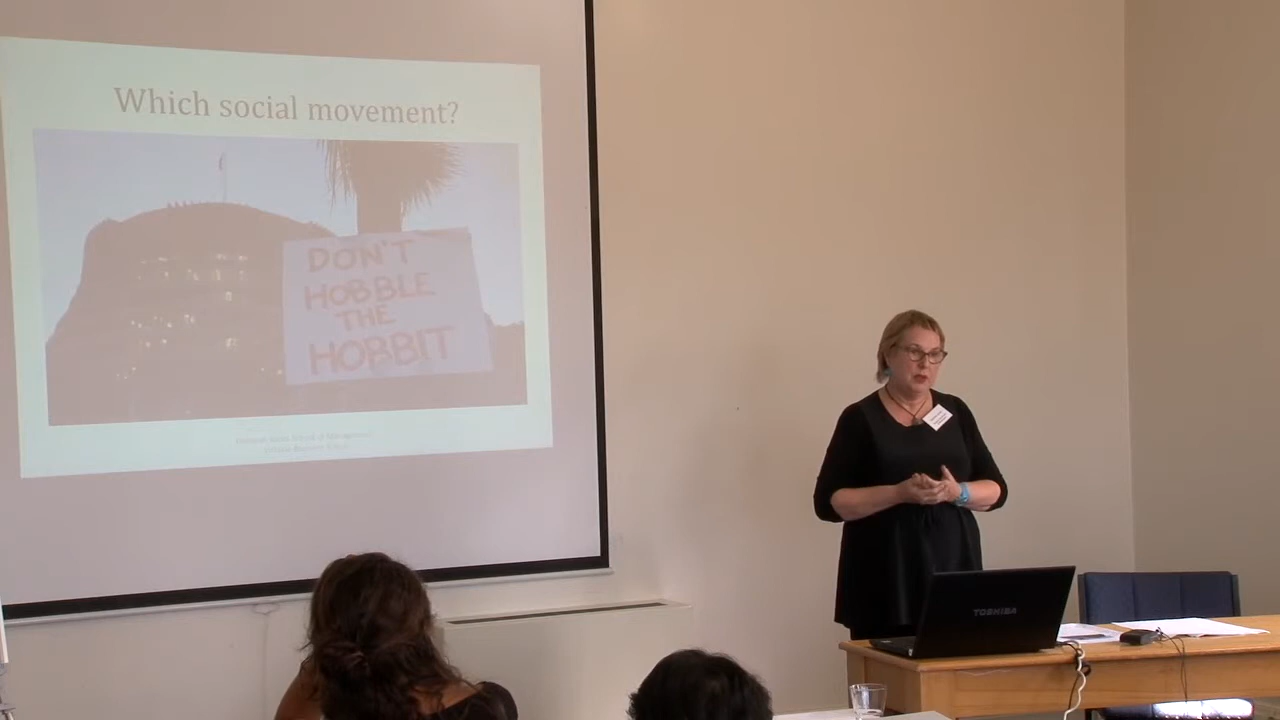 Which social movement?
DON'T
HOBBLE
THE
HOBBIT
TOSHIBA